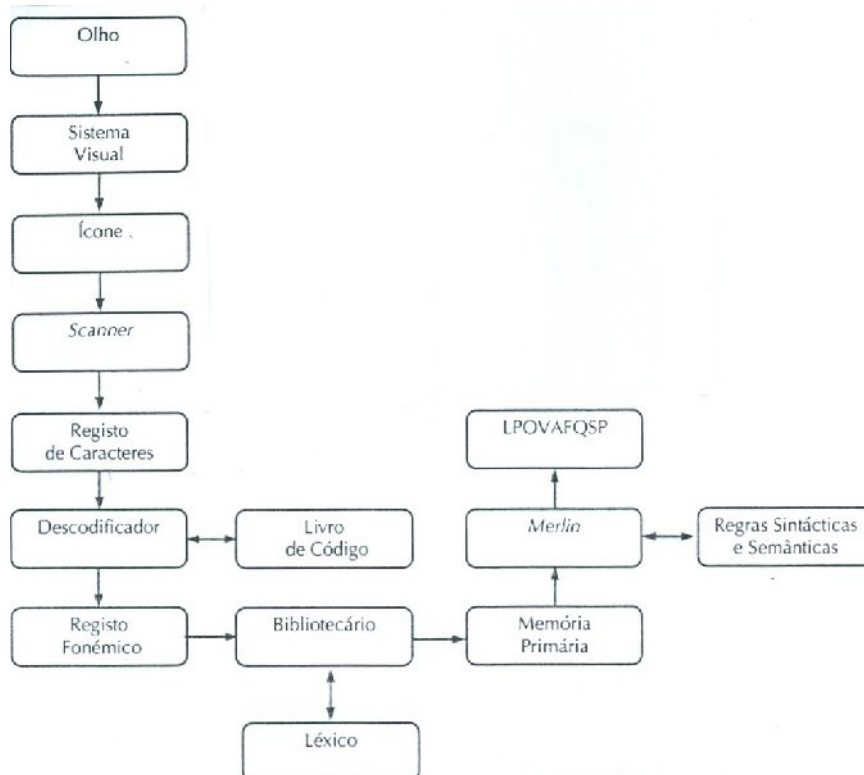 Olho
Sistema
Visual
Ícone
Scanner
Registo
de Caracteres
LPOVAFQSP
Descodificador
Livro
de Código
Merlin
Regras Sintácticas
e Semânticas
Registo
Fonémico
Bibliotecário
Memória
Primária
Léxico